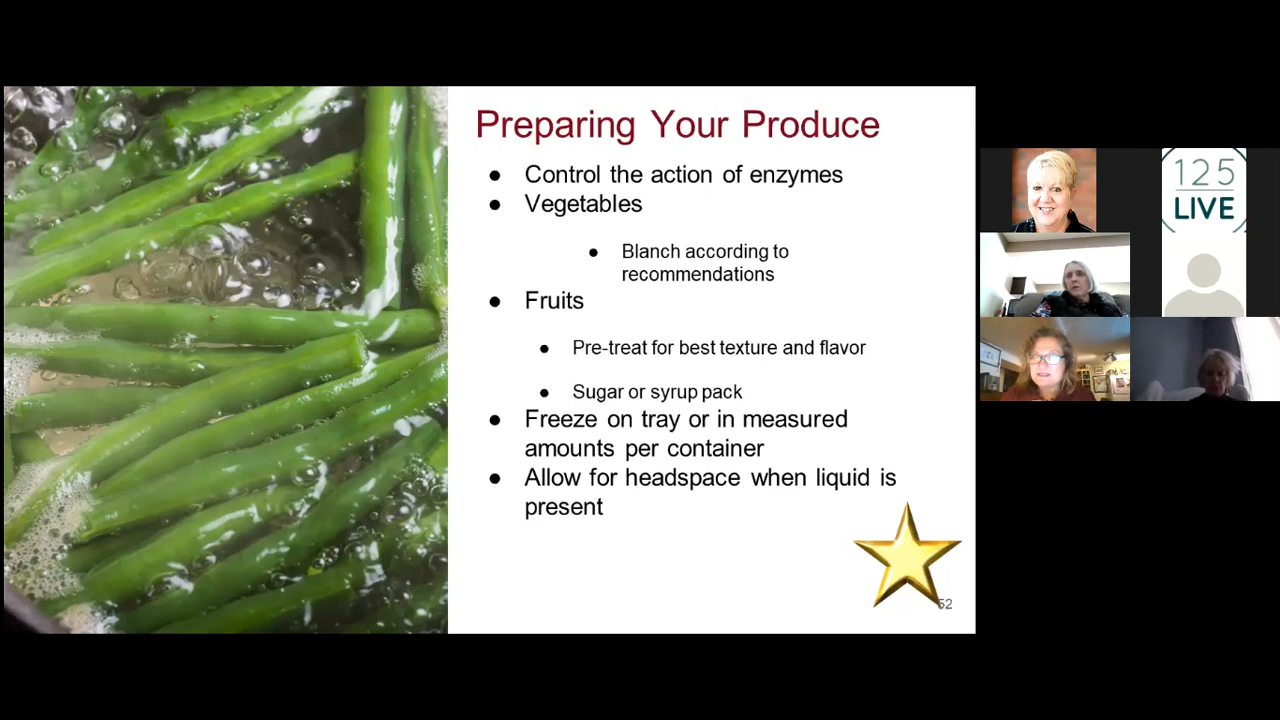 Preparing Your Produce
● Control the action of enzymes
● Vegetables
● Blanch according to
recommendations
● Fruits
● Pre-treat for best texture and flavor
● Sugar or syrup pack
● Freeze on tray or in measured
amounts per container
● Allow for headspace when liquid is
present
52
125
LIVE